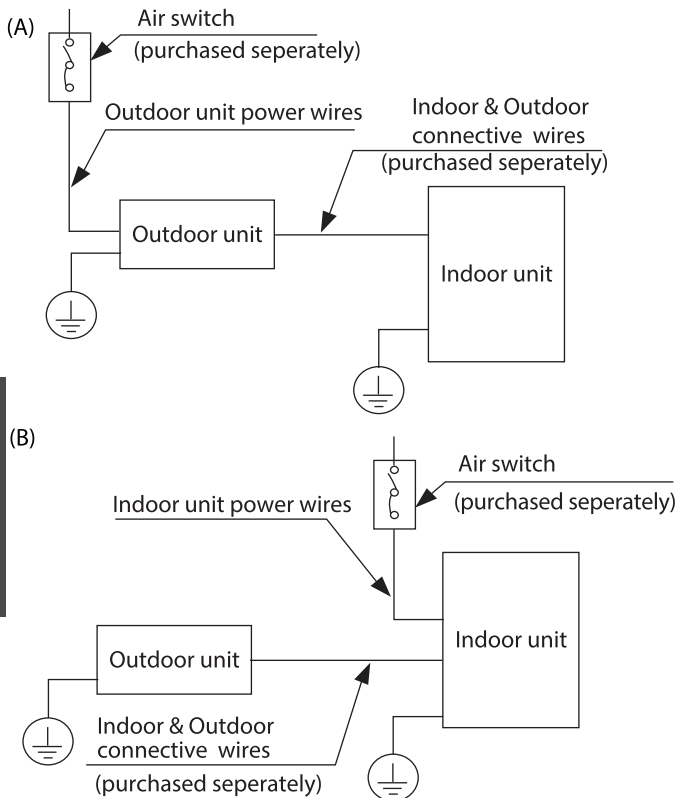 (A)
Air switch
(purchased seperately)
Outdoor unit power wires
Indoor & Outdoor
connective wires
(purchased seperately)
Outdoor unit
Indoor unit
(B)
Air switch
(purchased seperately)
Indoor unit power wires
Indoor unit
Outdoor unit
Indoor & Outdoor
connective wires
(purchased seperately)